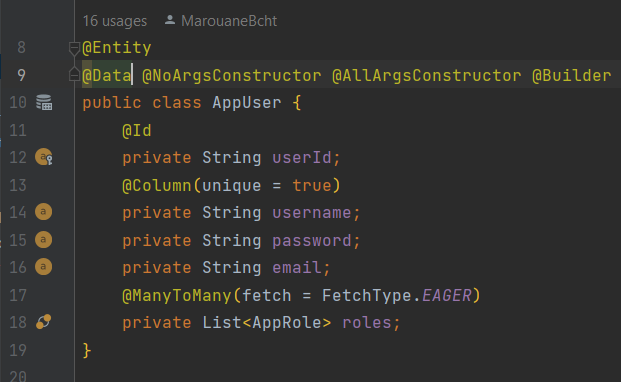 16 usages MarouaneBcht
8 @Entity
9 @Data @NoArgsConstructor @AllArgsConstructor @Builder
10 public class AppUser {
11 @Id
12 private String userId;
13 @Column(unique = true)
14 private String username;
15 private String password;
16 private String email;
17 @ManyToMany(fetch = FetchType.EAGER)
18 private List<AppRole> roles;
19 }
20